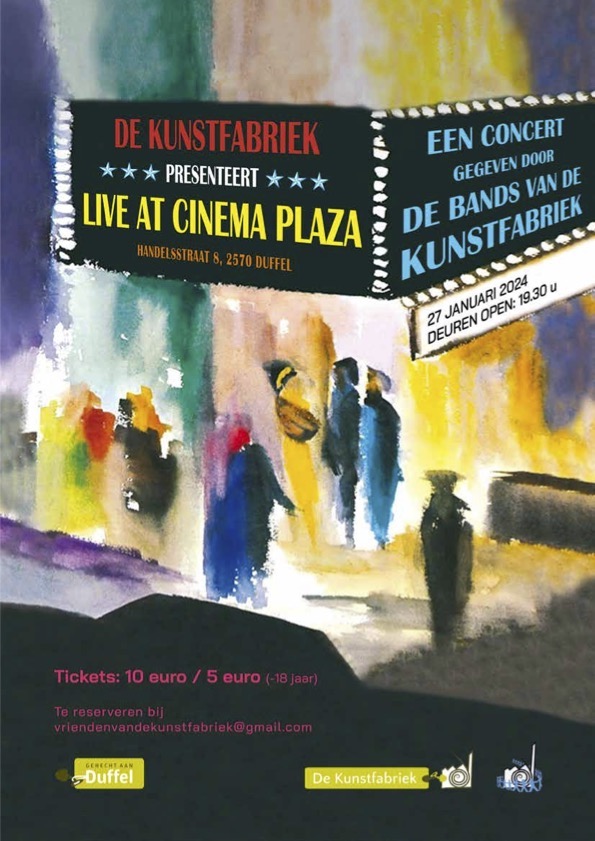 DE KUNSTFABRIEK
PRESENTEERT
LIVE AT CINEMA PLAZA
HANDELSSTRAAT 8, 2570 DUFFEL
EEN CONCERT
GEGEVEN DOOR
DE BANDS VAN DE
KUNSTFABRIEK
27 JANUARI 2024
DEUREN OPEN: 19.30 u
Tickets: 10 euro / 5 euro (-18 jaar)
Te reserveren bij
vriendenvandekunstfabriek@gmail.com
GEHECHT AAN
Duffel
De Kunstfabriek